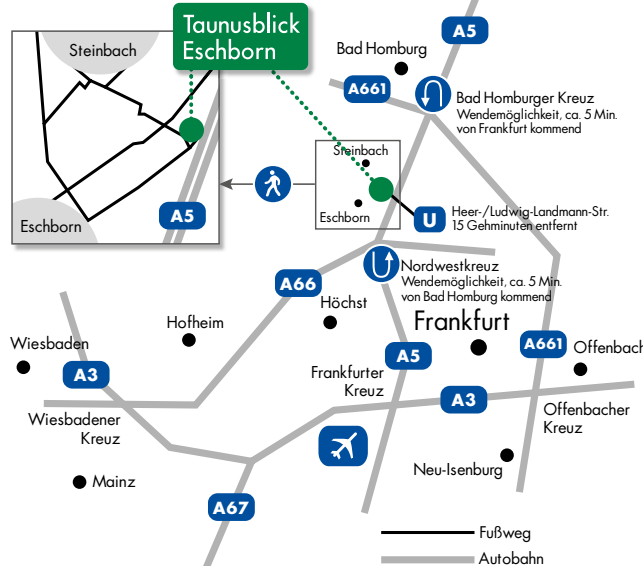 Taunusblick
Eschborn
Steinbach
Eschborn
A5
A5
Bad Homburg
A661
Bad Homburger Kreuz
Wendemöglichkeit, ca. 5 Min.
von Frankfurt kommend
Steinbach
Eschborn
U
Heer-/Ludwig-Landmann-Str.
15 Gehminuten entfernt
Nordwestkreuz
Wendemöglichkeit, ca. 5 Min.
von Bad Homburg kommend
A66
Höchst
Hofheim
Frankfurt
Wiesbaden
A3
A5
A661
Offenbach
Frankfurter
Kreuz
A3
Wiesbadener
Kreuz
Offenbacher
Kreuz
Mainz
Neu-Isenburg
A67
Fußweg
Autobahn